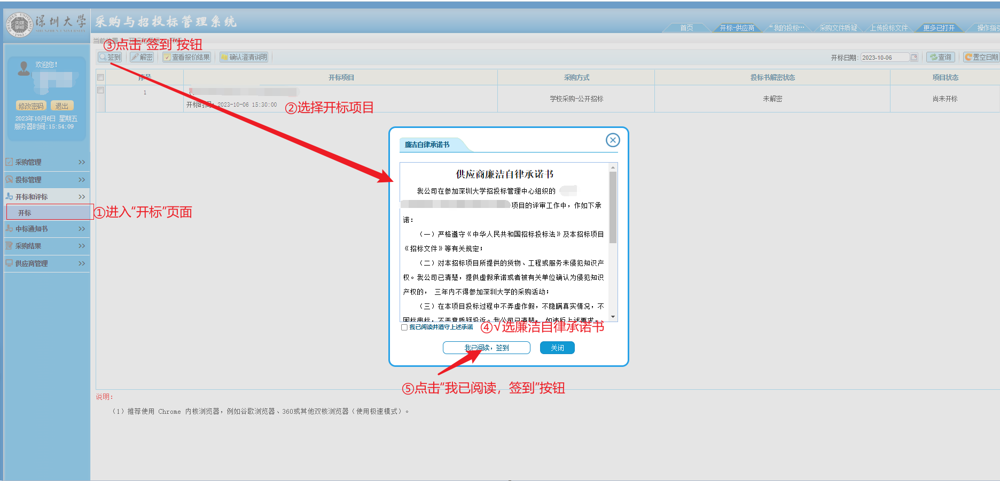 深圳大学
SHENZHEN UNIVERSITY
采购与招投标管理系统
首页
开标-供应商
“我的投标…
采购文件质疑
上传投标文件
更多已打开
操作指引
③点击“签到”按钮
签到
解密
查看报价结果
确认澄清说明
开标日期：
2023-10-06
查询
置空日期
欢迎您！
修改密码
退出
2023年10月6日 星期五
服务器时间:15:54:09
序号
开标项目
采购方式
投标书解密状态
项目状态
1
开标时间：2023-10-06 15:30:00
学校采购-公开招标
未解密
尚未开标
②选择开标项目
采购管理 >>
投标管理 >>
开标和评标 >>
开标
①进入“开标”页面
中标通知书 >>
采购结果 >>
供应商管理 >>
廉洁自律承诺书
供应商廉洁自律承诺书
我公司在参加深圳大学招投标管理中心组织的
项目的评审工作中，作如下承
诺：
（一）严格遵守《中华人民共和国招标投标法》及本招标项目
《招标文件》等有关规定；
（二）对本招标项目所提供的货物、工程或服务未侵犯知识产
权。我公司已清楚，提供虚假承诺或者被有关单位确认为侵犯知识
产权的， 三年内不得参加深圳大学的采购活动；
（三）在本项目投标过程中不弄虚作假，不隐瞒真实情况，不
围标串标，不恶意质疑投诉。我公司已清楚， 如违反上述要求，
我已阅读并遵守上述承诺
④√选廉洁自律承诺书
我已阅读，签到
关闭
⑤点击“我已阅读，签到”按钮
说明：
（1）推荐使用 Chrome 内核浏览器，例如谷歌浏览器、360或其他双核浏览器（使用极速模式）。